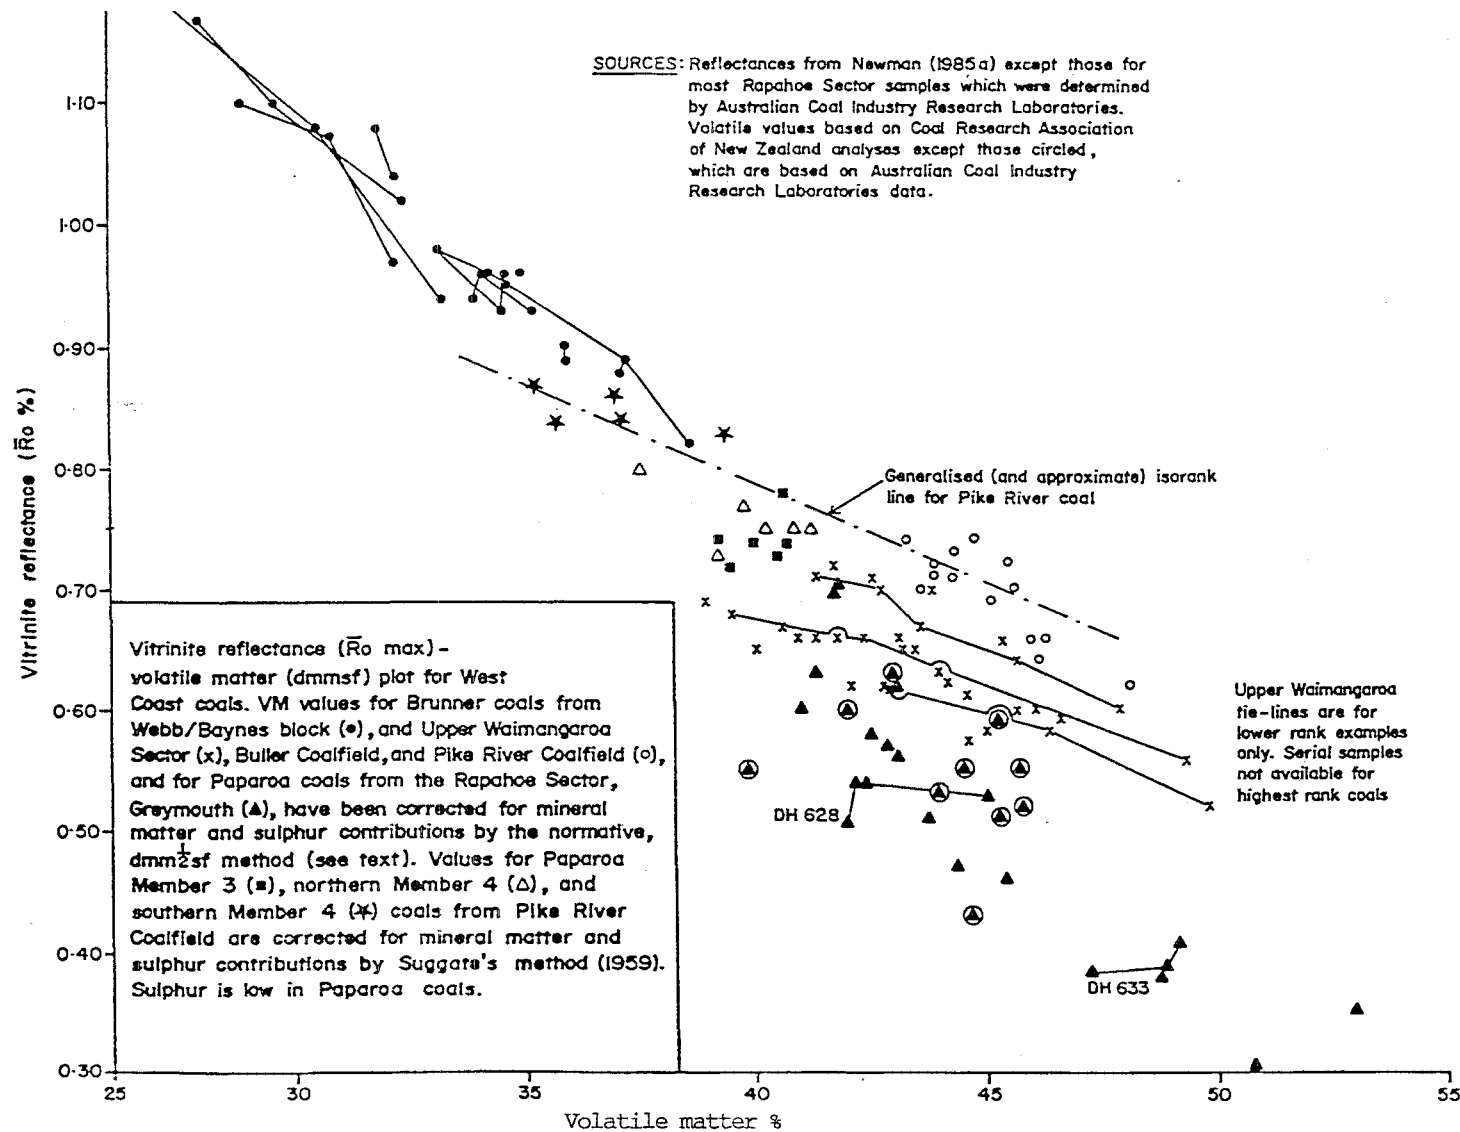 SOURCES: Reflectances from Newman (1985a) except those for
most Rapahoe Sector samples which were determined
by Australian Coal Industry Research Laboratories.
Volatile values based on Coal Research Association
of New Zealand analyses except those circled,
which are based on Australian Coal Industry
Research Laboratories data.
1·10
1·00
0·90
0·80
0·70
0·60
0·50
0·40
0·30
Vitrinite reflectance (R̅o %)
Generalised (and approximate) isorank
line for Pike River coal
Vitrinite reflectance (R̅o max) –
volatile matter (dmmsf) plot for West
Coast coals. VM values for Brunner coals from
Webb/Baynes block (●), and Upper Waimangaroa
Sector (x), Buller Coalfield, and Pike River Coalfield (o),
and for Paparoa coals from the Rapahoe Sector,
Greymouth (▲), have been corrected for mineral
matter and sulphur contributions by the normative,
dmm½sf method (see text). Values for Paparoa
Member 3 (■), northern Member 4 (△), and
southern Member 4 (✶) coals from Pike River
Coalfield are corrected for mineral matter and
sulphur contributions by Suggate's method (1959).
Sulphur is low in Paparoa coals.
Upper Waimangaroa
tie-lines are for
lower rank examples
only. Serial samples
not available for
highest rank coals
DH 628
DH 633
25 30 35 40 45 50 55
Volatile matter %